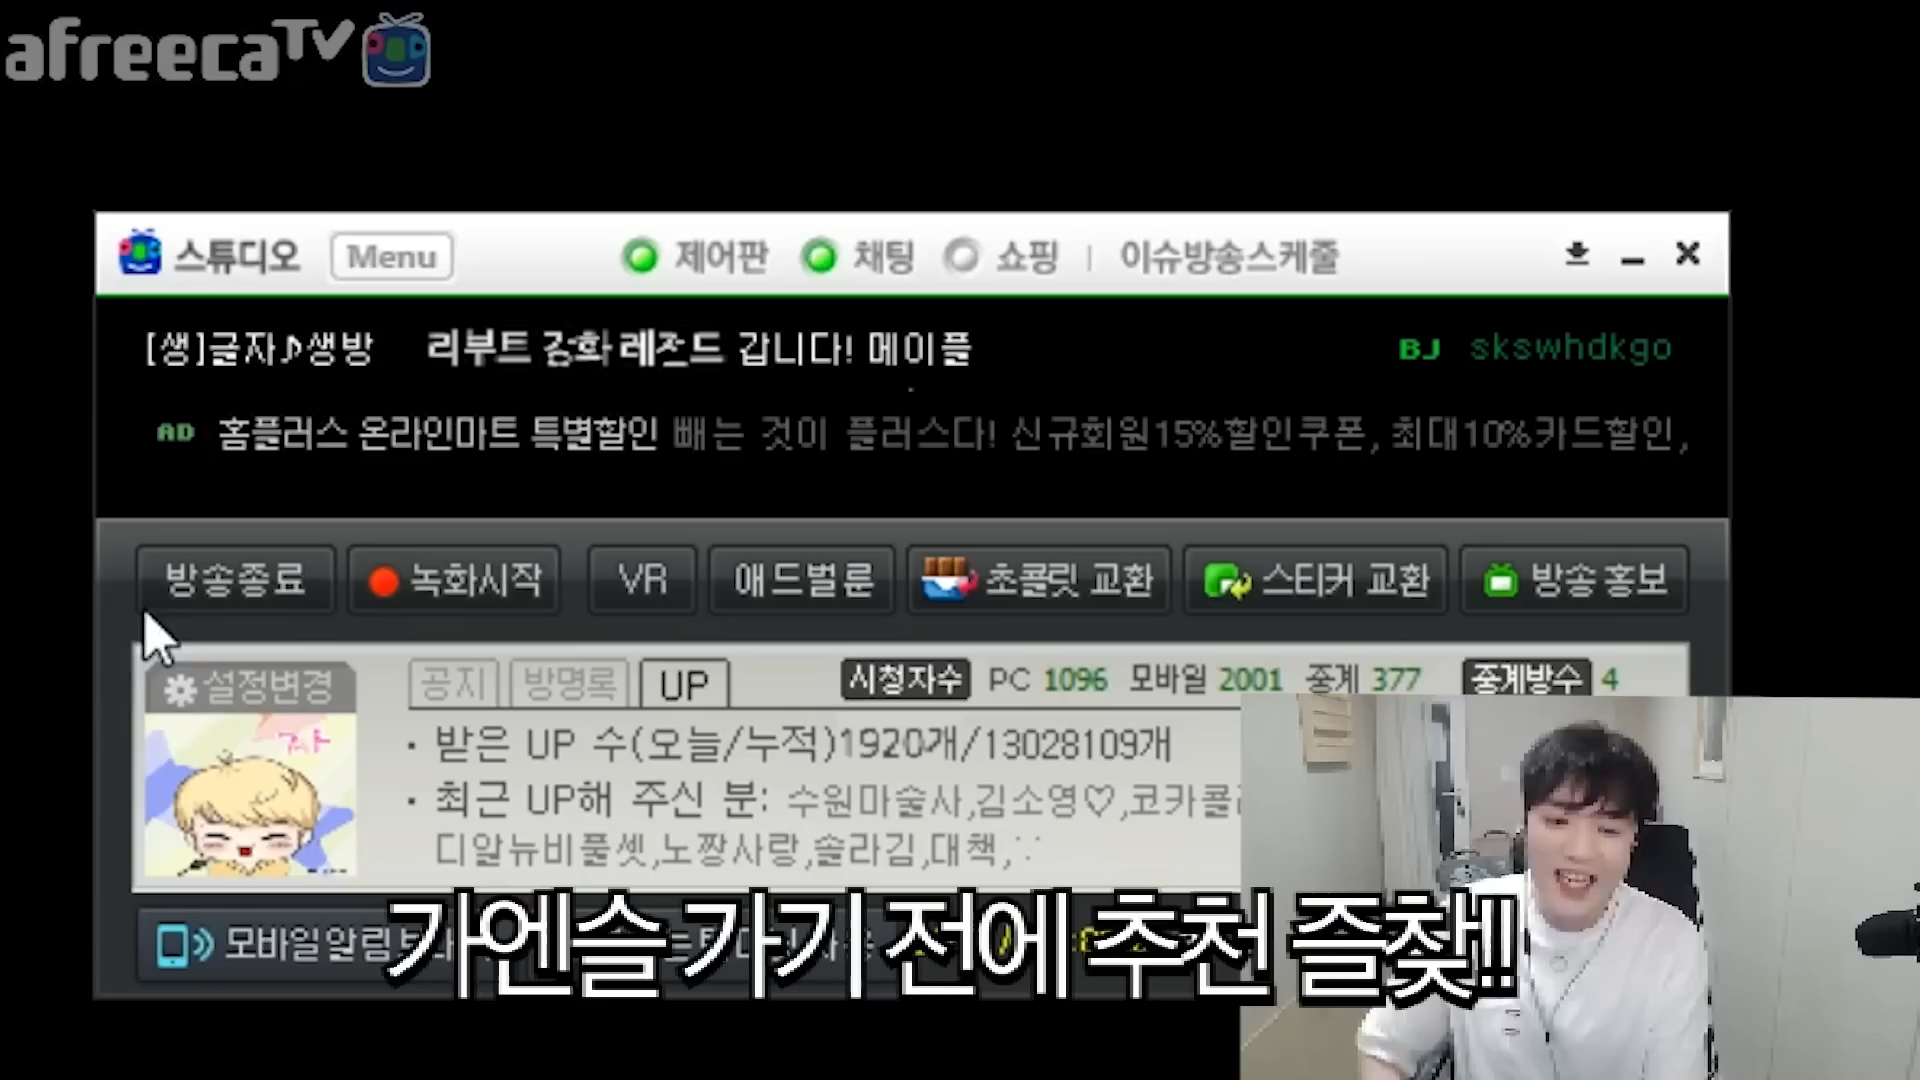 afreecaTV
스튜디오 Menu 제어판 채팅 쇼핑 | 이슈방송스케줄
[생]글자♪생방 리부트 강화 레전드 갑니다! 메이플 BJ skswhdkgo
AD 홈플러스 온라인마트 특별할인 빼는 것이 플러스다! 신규회원15%할인쿠폰, 최대10%카드할인,
방송종료 녹화시작 VR 애드벌룬 초콜릿 교환 스티커 교환 방송홍보
설정변경 공지 방명록 UP 시청자수 PC 1096 모바일 2001 중계 377 중계방수 4
· 받은 UP 수(오늘/누적)1920개/13028109개
· 최근 UP해 주신 분: 수원마술사,김소영♡,코카콜
디알뉴비풀셋,노짱사랑,솔라김,대책,
모바일알림
가엔슬 가기 전에 추천 즐찾!!